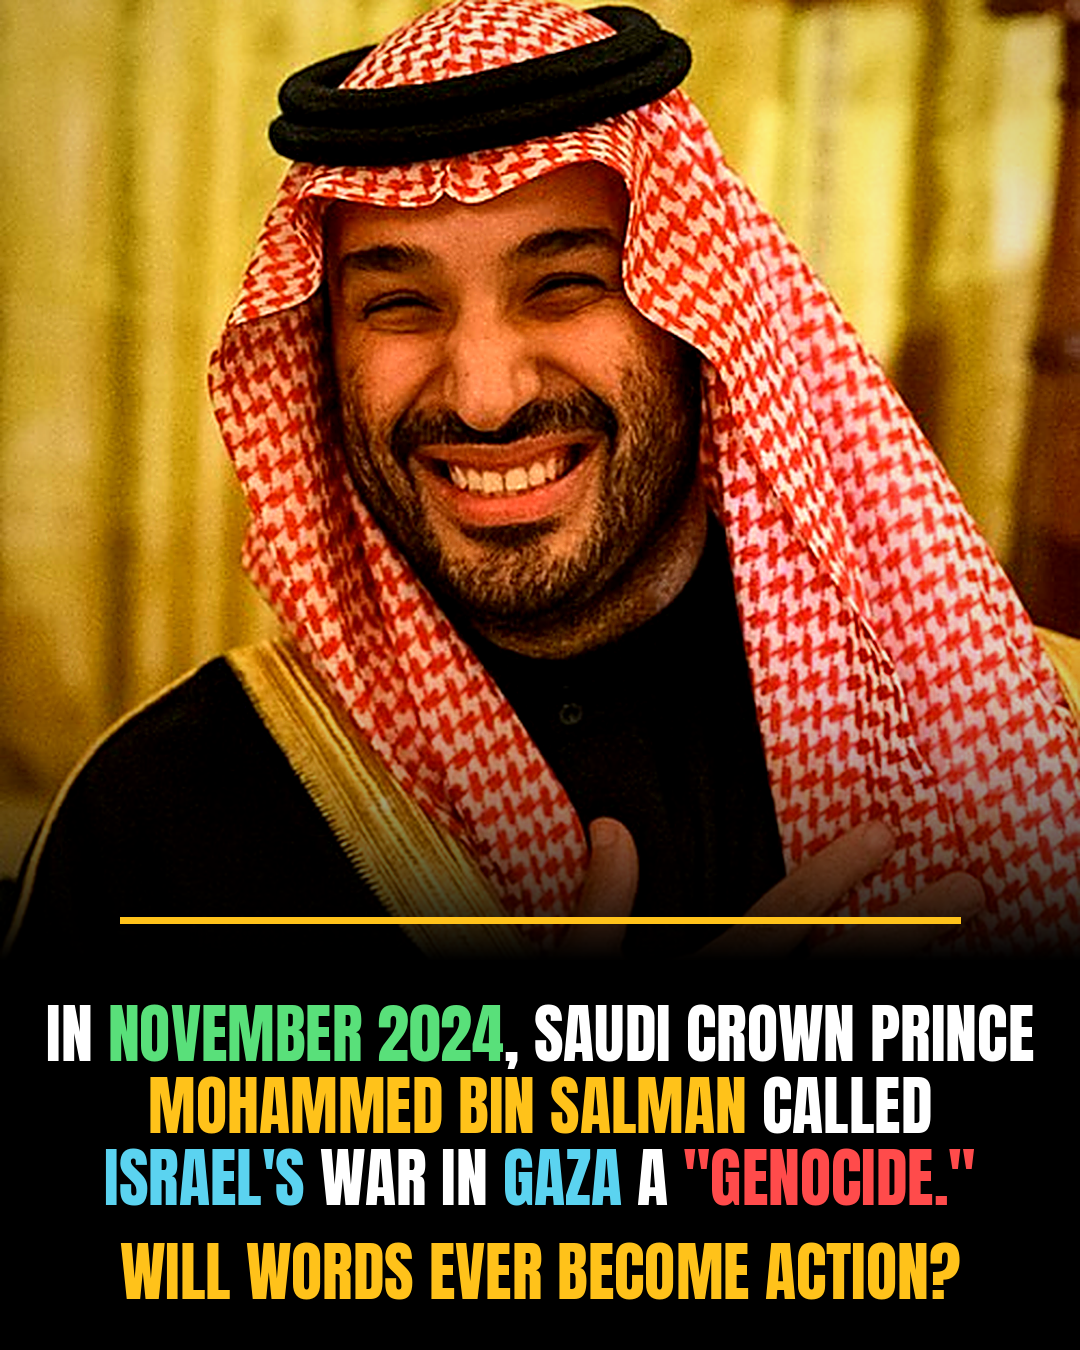 IN NOVEMBER 2024, SAUDI CROWN PRINCE
MOHAMMED BIN SALMAN CALLED
ISRAEL'S WAR IN GAZA A "GENOCIDE."
WILL WORDS EVER BECOME ACTION?